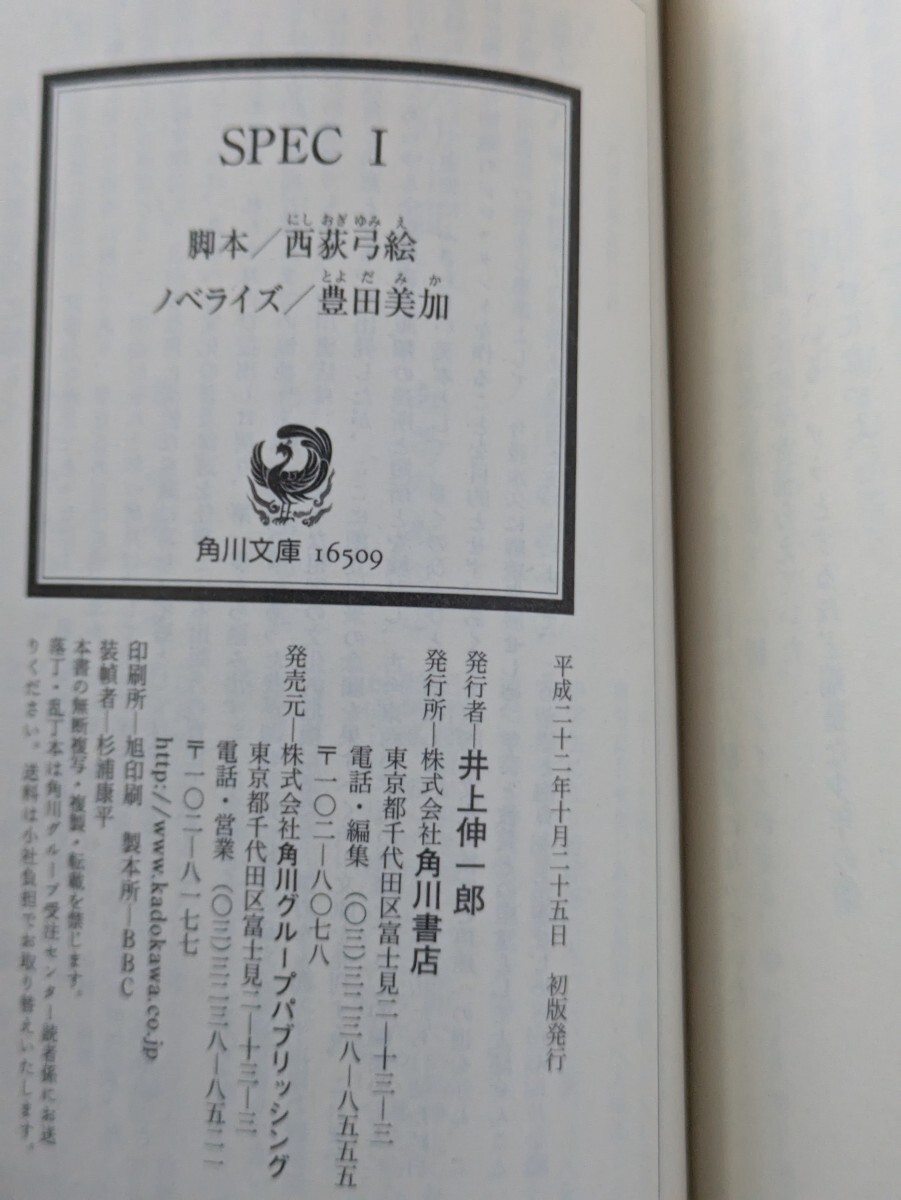 SPEC I
にしおぎゆみえ
脚本／西荻弓絵
とよだみか
ノベライズ／豊田美加
角川文庫 16509
平成二十二年十月二十五日　初版発行
発行者―井上伸一郎
発行所―株式会社角川書店
東京都千代田区富士見二―十三―三
電話・編集（〇三）三二三八―八五五五
〒一〇二―八〇七八
発売元―株式会社角川グループパブリッシング
東京都千代田区富士見二―十三―三
電話・営業（〇三）三二三八―八五二一
〒一〇二―八一七七
http://www.kadokawa.co.jp
印刷所―旭印刷　製本所―BBC
装幀者―杉浦康平
本書の無断複写・複製・転載を禁じます。
落丁・乱丁本は角川グループ受注センター読者係にお送
りください。送料は小社負担でお取り替えいたします。